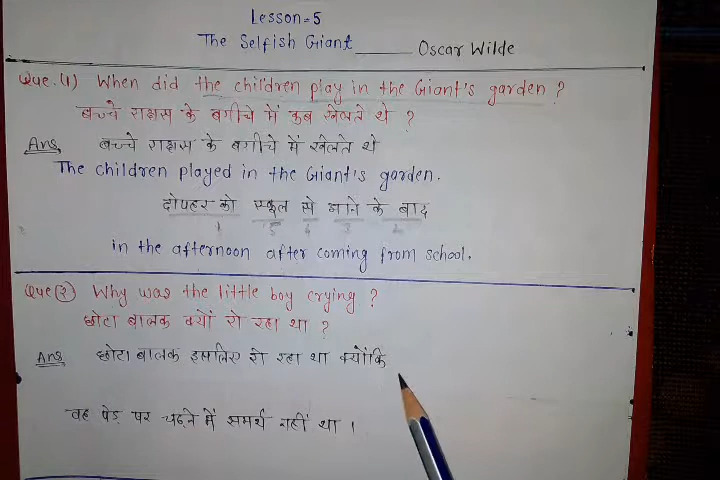 Lesson-5
The Selfish Giant ______ Oscar Wilde
Que.(1) When did the children play in the Giant's garden ?
बच्चे राक्षस के बगीचे में कब खेलते थे ?
Ans बच्चे राक्षस के बगीचे में खेलते थे
The children played in the Giant's garden.
दोपहर को स्कूल से आने के बाद
1 5 4 3 2
in the afternoon after coming from school.
Que(2) Why was the little boy crying ?
छोटा बालक क्यों रो रहा था ?
Ans छोटा बालक इसलिए रो रहा था क्योंकि
वह पेड़ पर चढ़ने में समर्थ नहीं था ।